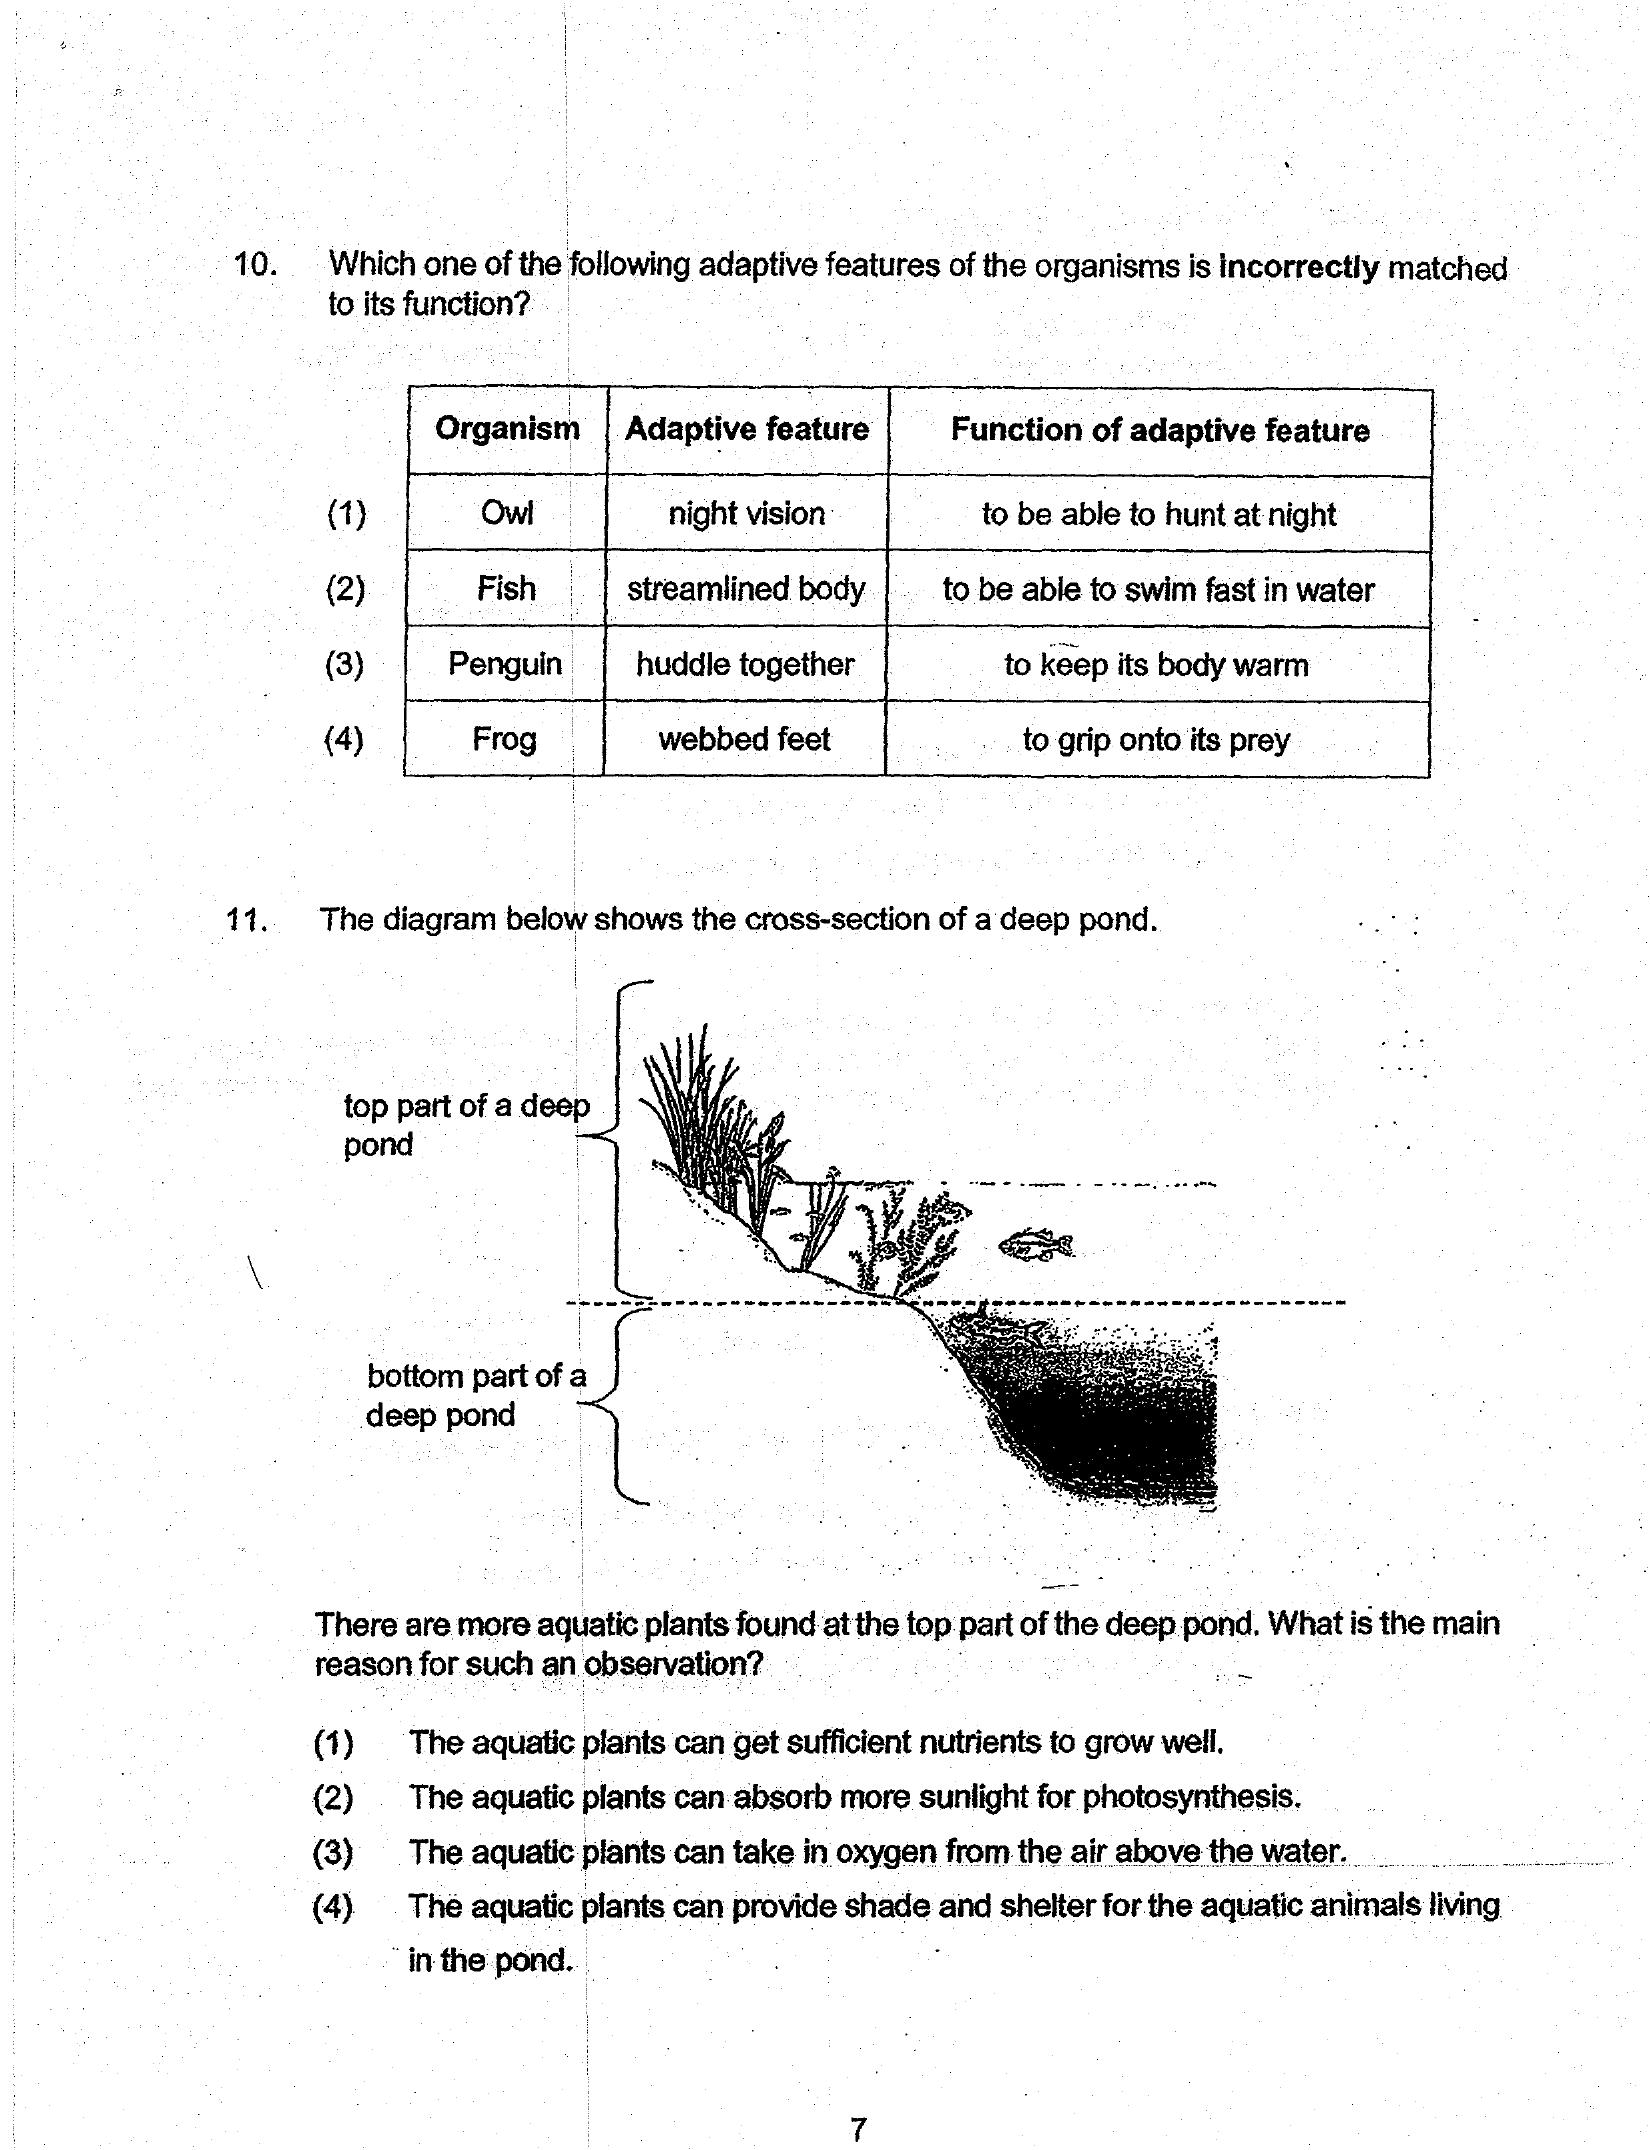 10. Which one of the following adaptive features of the organisms is incorrectly matched
to its function?
Organism Adaptive feature Function of adaptive feature
(1) Owl night vision to be able to hunt at night
(2) Fish streamlined body to be able to swim fast in water
(3) Penguin huddle together to keep its body warm
(4) Frog webbed feet to grip onto its prey
11. The diagram below shows the cross-section of a deep pond.
top part of a deep
pond
bottom part of a
deep pond
There are more aquatic plants found at the top part of the deep pond. What is the main
reason for such an observation?
(1) The aquatic plants can get sufficient nutrients to grow well.
(2) The aquatic plants can absorb more sunlight for photosynthesis.
(3) The aquatic plants can take in oxygen from the air above the water.
(4) The aquatic plants can provide shade and shelter for the aquatic animals living
in the pond.
7